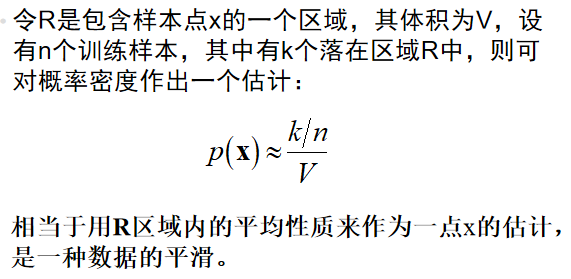 令R是包含样本点x的一个区域，其体积为V，设
有n个训练样本，其中有k个落在区域R中，则可
对概率密度作出一个估计：
p(x)≈ k/n / V
相当于用R区域内的平均性质来作为一点x的估计，
是一种数据的平滑。